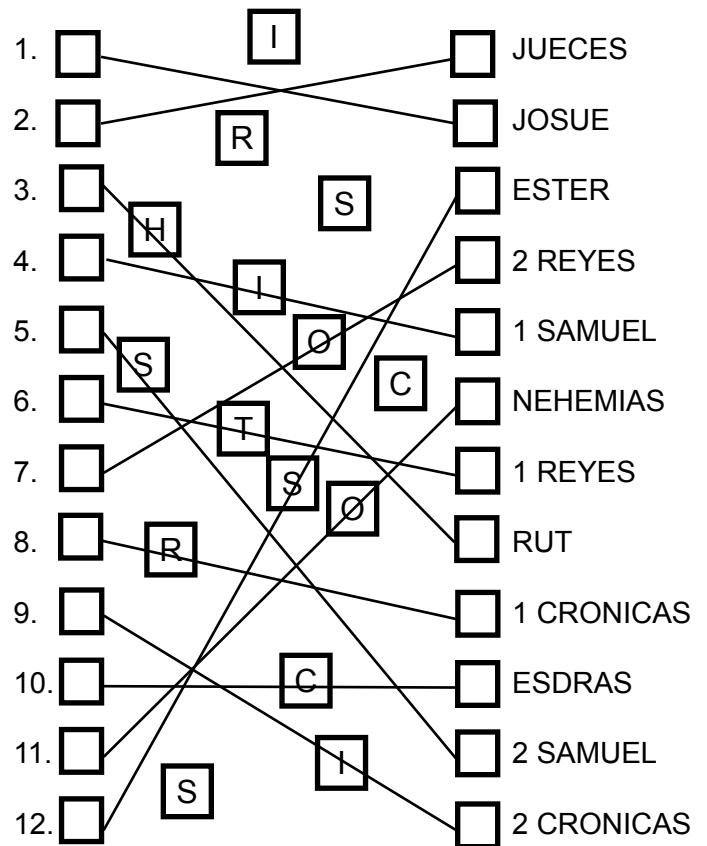 I
1. JUECES
2. JOSUE
R
3. ESTER
S
H
4. 2 REYES
I
5. 1 SAMUEL
O
S
C
6. NEHEMIAS
T
7. 1 REYES
S
O
8. RUT
R
9. 1 CRONICAS
10. C ESDRAS
11. 2 SAMUEL
I
S
12. 2 CRONICAS